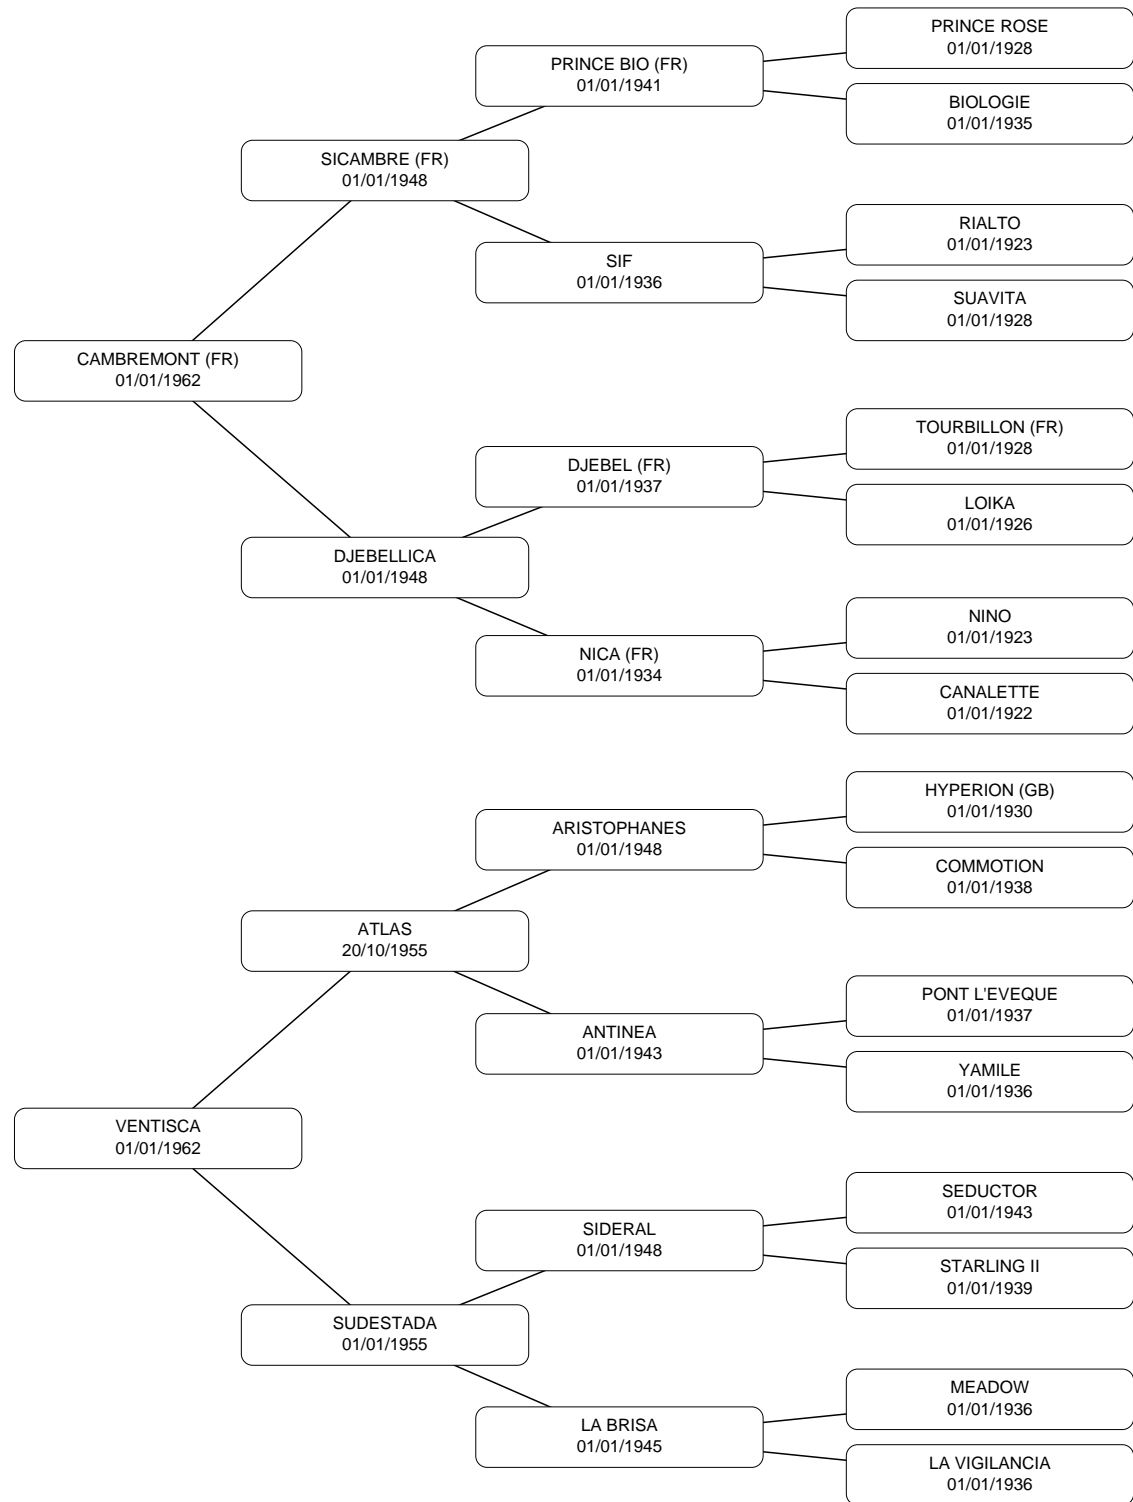 PRINCE ROSE
01/01/1928
PRINCE BIO (FR)
01/01/1941
BIOLOGIE
01/01/1935
SICAMBRE (FR)
01/01/1948
RIALTO
01/01/1923
SIF
01/01/1936
SUAVITA
01/01/1928
CAMBREMONT (FR)
01/01/1962
TOURBILLON (FR)
01/01/1928
DJEBEL (FR)
01/01/1937
LOIKA
01/01/1926
DJEBELLICA
01/01/1948
NINO
01/01/1923
NICA (FR)
01/01/1934
CANALETTE
01/01/1922
HYPERION (GB)
01/01/1930
ARISTOPHANES
01/01/1948
COMMOTION
01/01/1938
ATLAS
20/10/1955
PONT L'EVEQUE
01/01/1937
ANTINEA
01/01/1943
YAMILE
01/01/1936
VENTISCA
01/01/1962
SEDUCTOR
01/01/1943
SIDERAL
01/01/1948
STARLING II
01/01/1939
SUDESTADA
01/01/1955
MEADOW
01/01/1936
LA BRISA
01/01/1945
LA VIGILANCIA
01/01/1936